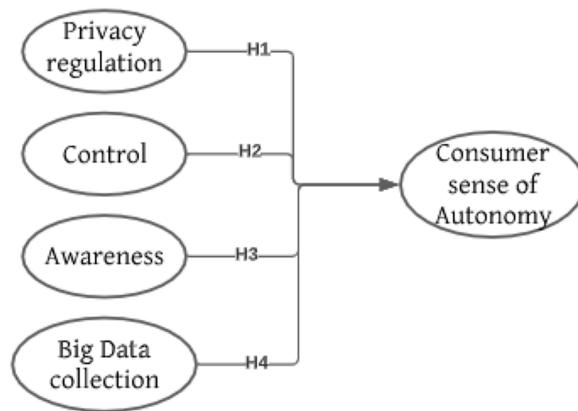 Privacy
regulation
H1
Control
H2
Consumer
sense of
Autonomy
Awareness
H3
Big Data
collection
H4